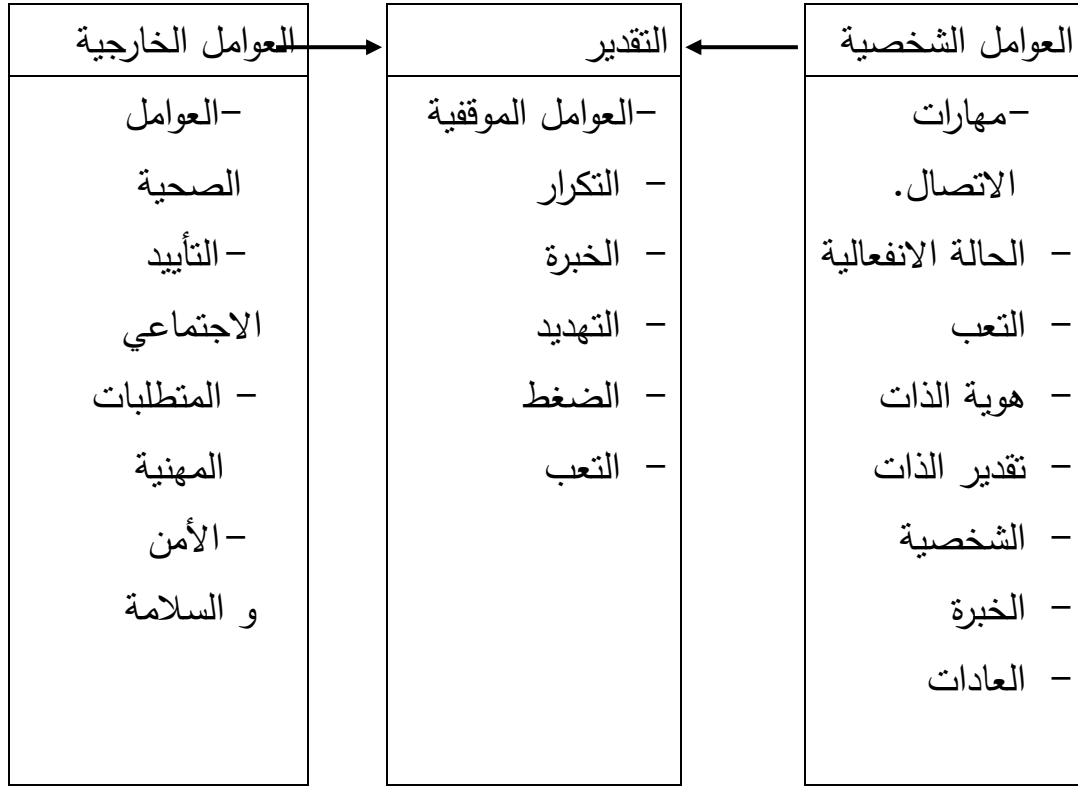 العوامل الشخصية
-مهارات
الاتصال.
- الحالة الانفعالية
- التعب
- هوية الذات
- تقدير الذات
- الشخصية
- الخبرة
- العادات
التقدير
-العوامل الموقفية
- التكرار
- الخبرة
- التهديد
- الضغط
- التعب
العوامل الخارجية
-العوامل
الصحية
-التأييد
الاجتماعي
- المتطلبات
المهنية
-الأمن
و السلامة